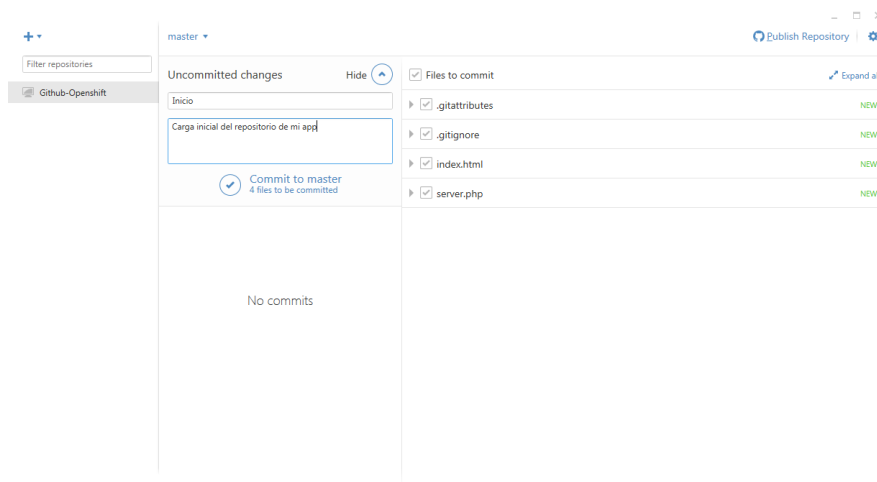 master
Publish Repository
Filter repositories
Github-Openshift
Uncommitted changes
Hide
Inicio
Carga inicial del repositorio de mi app
Commit to master
4 files to be committed
No commits
Files to commit
Expand al
.gitattributes
NEW
.gitignore
NEW
index.html
NEW
server.php
NEW